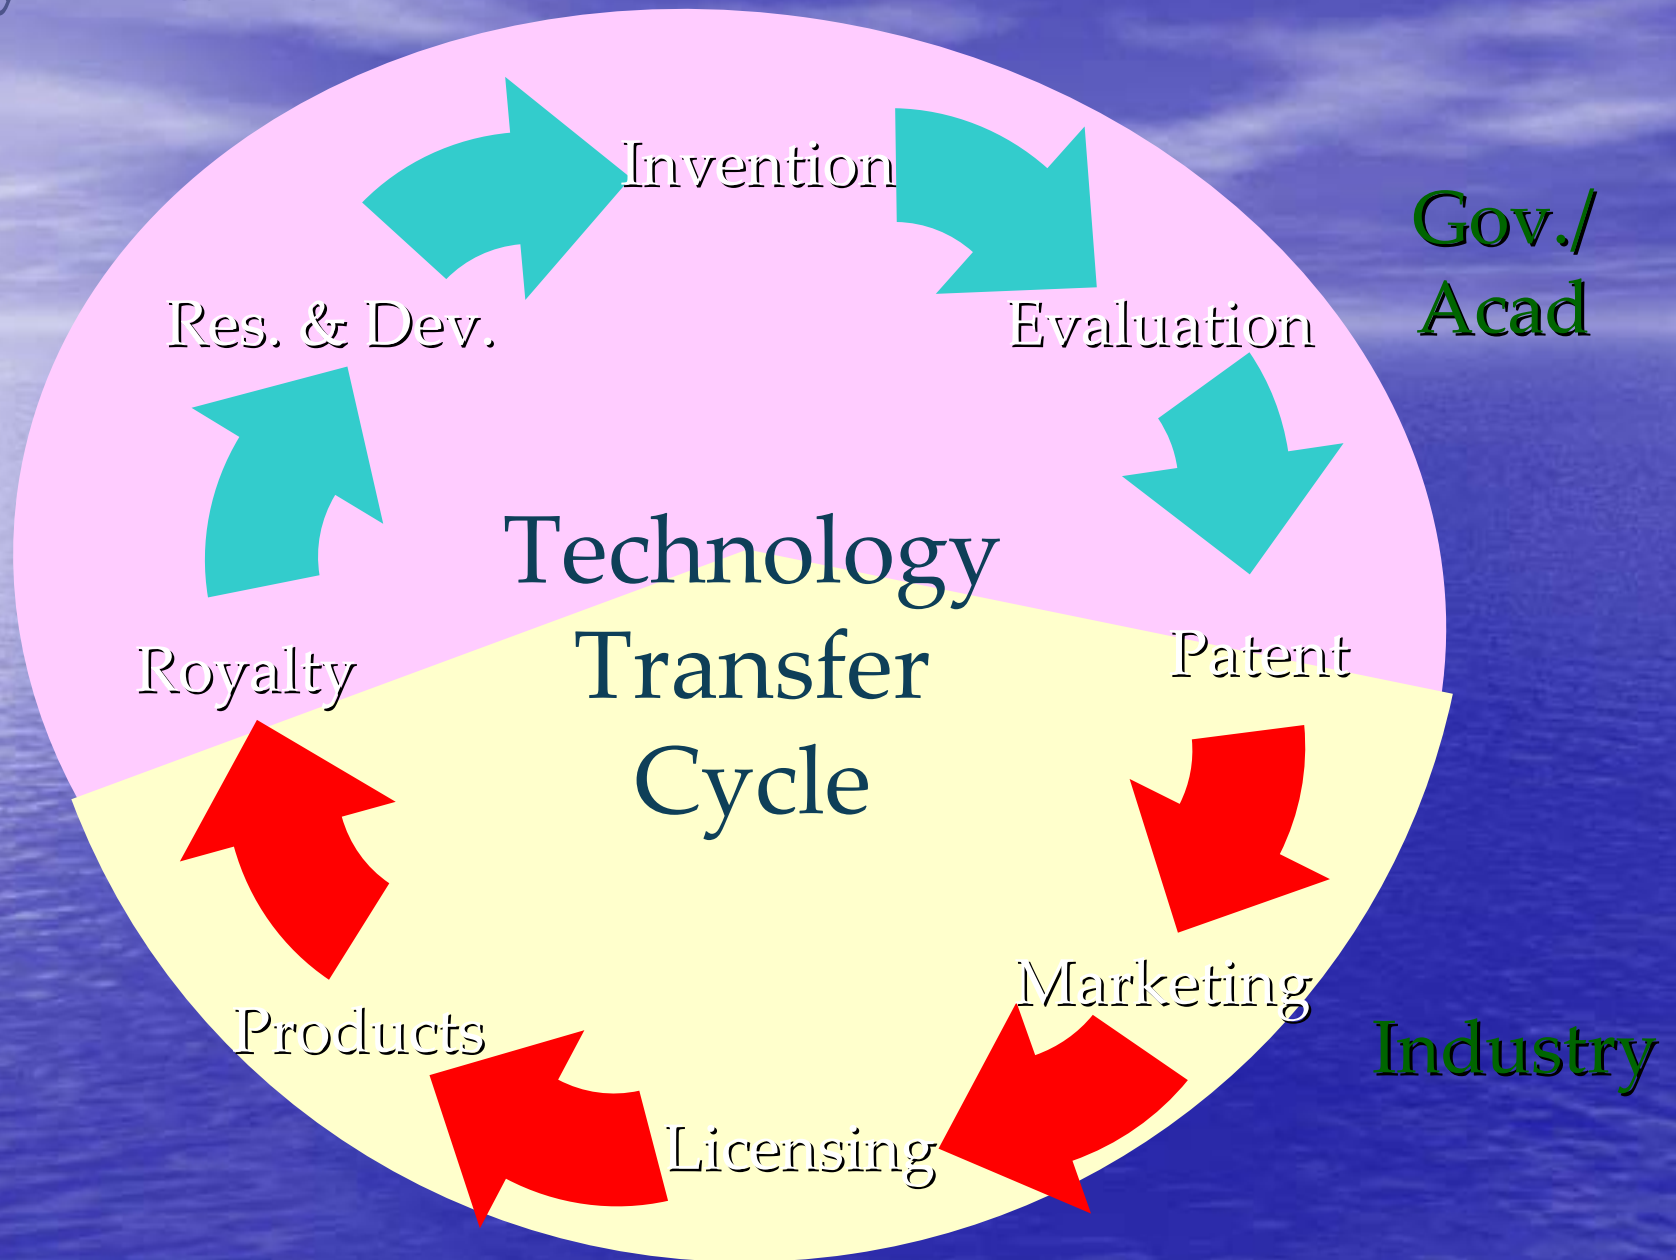 Invention
Gov./
Acad
Res. & Dev.
Evaluation
Technology
Transfer
Cycle
Royalty
Patent
Marketing
Products
Industry
Licensing